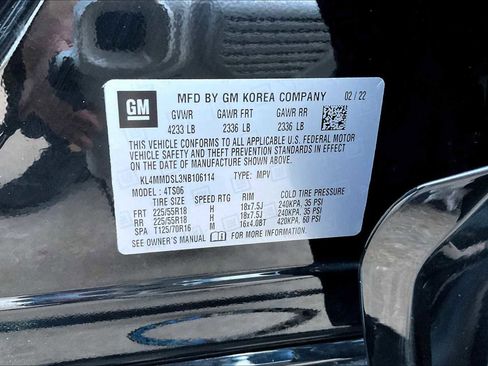 GM MFD BY GM KOREA COMPANY 02/22
GVWR GAWR FRT GAWR RR
4233 LB 2336 LB 2336 LB
THIS VEHICLE CONFORMS TO ALL APPLICABLE U.S. FEDERAL MOTOR
VEHICLE SAFETY AND THEFT PREVENTION STANDARDS IN EFFECT
ON THE DATE OF MANUFACTURE SHOWN ABOVE.
KL4MMDSL3NB106114 TYPE: MPV
MODEL: 4TS06
TIRE SIZE SPEED RTG RIM COLD TIRE PRESSURE
FRT 225/55R18 H 18x7.5J 240KPA, 35 PSI
RR 225/55R18 H 18x7.5J 240KPA, 35 PSI
SPA T125/70R16 M 16x4.0BT 420KPA, 60 PSI
SEE OWNER'S MANUAL FOR MORE INFORMATION.